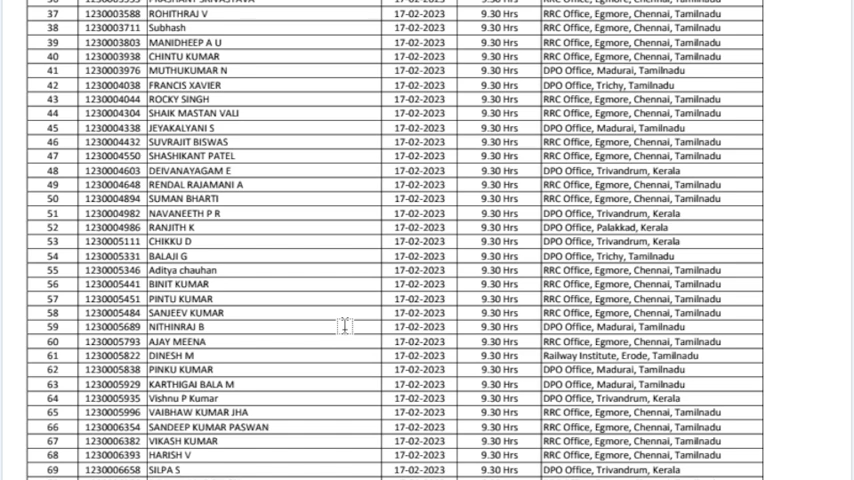 37 1230003588 ROHITHRAJ V 17-02-2023 9.30 Hrs RRC Office, Egmore, Chennai, Tamilnadu
38 1230003711 Subhash 17-02-2023 9.30 Hrs RRC Office, Egmore, Chennai, Tamilnadu
39 1230003803 MANIDHEEP A U 17-02-2023 9.30 Hrs RRC Office, Egmore, Chennai, Tamilnadu
40 1230003938 CHINTU KUMAR 17-02-2023 9.30 Hrs RRC Office, Egmore, Chennai, Tamilnadu
41 1230003976 MUTHUKUMAR N 17-02-2023 9.30 Hrs DPO Office, Madurai, Tamilnadu
42 1230004038 FRANCIS XAVIER 17-02-2023 9.30 Hrs DPO Office, Trichy, Tamilnadu
43 1230004044 ROCKY SINGH 17-02-2023 9.30 Hrs RRC Office, Egmore, Chennai, Tamilnadu
44 1230004304 SHAIK MASTAN VALI 17-02-2023 9.30 Hrs RRC Office, Egmore, Chennai, Tamilnadu
45 1230004338 JEYAKALYANI S 17-02-2023 9.30 Hrs DPO Office, Madurai, Tamilnadu
46 1230004432 SUVRAJIT BISWAS 17-02-2023 9.30 Hrs RRC Office, Egmore, Chennai, Tamilnadu
47 1230004550 SHASHIKANT PATEL 17-02-2023 9.30 Hrs RRC Office, Egmore, Chennai, Tamilnadu
48 1230004603 DEIVANAYAGAM E 17-02-2023 9.30 Hrs DPO Office, Trivandrum, Kerala
49 1230004648 RENDAL RAJAMANI A 17-02-2023 9.30 Hrs RRC Office, Egmore, Chennai, Tamilnadu
50 1230004894 SUMAN BHARTI 17-02-2023 9.30 Hrs RRC Office, Egmore, Chennai, Tamilnadu
51 1230004982 NAVANEETH P R 17-02-2023 9.30 Hrs DPO Office, Trivandrum, Kerala
52 1230004986 RANJITH K 17-02-2023 9.30 Hrs DPO Office, Palakkad, Kerala
53 1230005111 CHIKKU D 17-02-2023 9.30 Hrs DPO Office, Trivandrum, Kerala
54 1230005331 BALAJI G 17-02-2023 9.30 Hrs DPO Office, Trichy, Tamilnadu
55 1230005346 Aditya chauhan 17-02-2023 9.30 Hrs RRC Office, Egmore, Chennai, Tamilnadu
56 1230005441 BINIT KUMAR 17-02-2023 9.30 Hrs RRC Office, Egmore, Chennai, Tamilnadu
57 1230005451 PINTU KUMAR 17-02-2023 9.30 Hrs RRC Office, Egmore, Chennai, Tamilnadu
58 1230005484 SANJEEV KUMAR 17-02-2023 9.30 Hrs RRC Office, Egmore, Chennai, Tamilnadu
59 1230005689 NITHINRAJ B 17-02-2023 9.30 Hrs DPO Office, Madurai, Tamilnadu
60 1230005793 AJAY MEENA 17-02-2023 9.30 Hrs RRC Office, Egmore, Chennai, Tamilnadu
61 1230005822 DINESH M 17-02-2023 9.30 Hrs Railway Institute, Erode, Tamilnadu
62 1230005838 PINKU KUMAR 17-02-2023 9.30 Hrs DPO Office, Madurai, Tamilnadu
63 1230005929 KARTHIGAI BALA M 17-02-2023 9.30 Hrs DPO Office, Madurai, Tamilnadu
64 1230005935 Vishnu P Kumar 17-02-2023 9.30 Hrs DPO Office, Trivandrum, Kerala
65 1230005996 VAIBHAW KUMAR JHA 17-02-2023 9.30 Hrs RRC Office, Egmore, Chennai, Tamilnadu
66 1230006354 SANDEEP KUMAR PASWAN 17-02-2023 9.30 Hrs RRC Office, Egmore, Chennai, Tamilnadu
67 1230006382 VIKASH KUMAR 17-02-2023 9.30 Hrs RRC Office, Egmore, Chennai, Tamilnadu
68 1230006393 HARISH V 17-02-2023 9.30 Hrs RRC Office, Egmore, Chennai, Tamilnadu
69 1230006658 SILPA S 17-02-2023 9.30 Hrs DPO Office, Trivandrum, Kerala